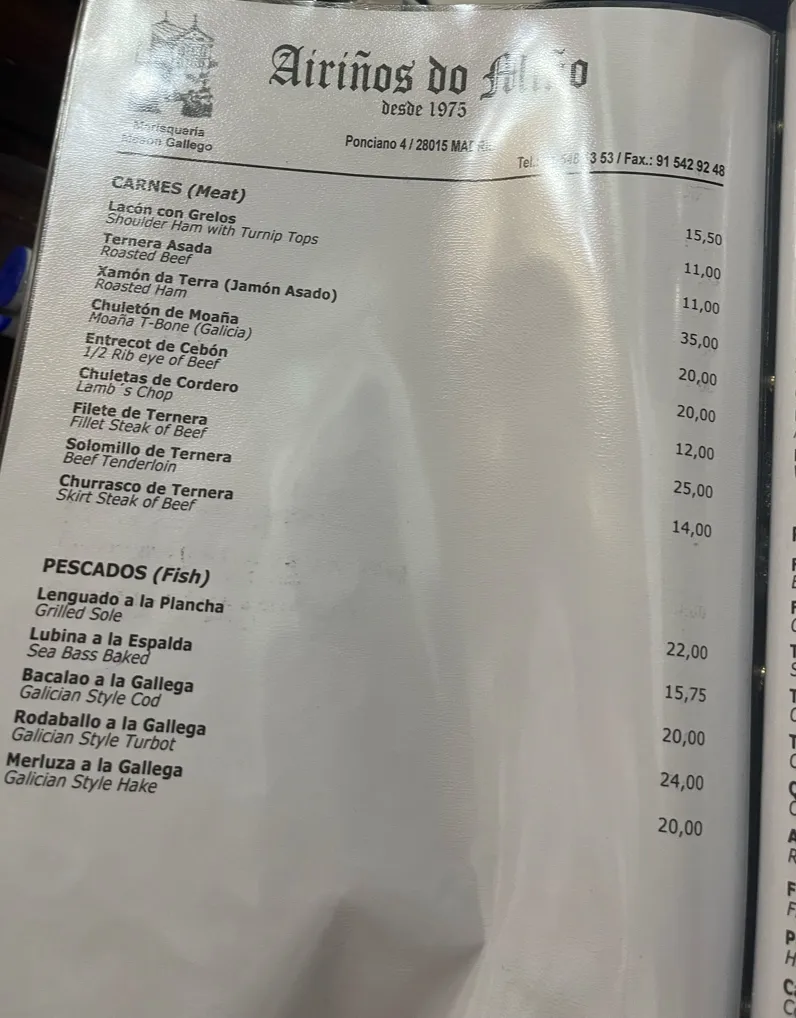 Airiños do Miño
desde 1975
Marisquería
Mesón Gallego
Ponciano 4 / 28015 MADRID
Tel.: 53 / Fax.: 91 542 92 48
CARNES (Meat)
Lacón con Grelos 15,50
Shoulder Ham with Turnip Tops
Ternera Asada 11,00
Roasted Beef
Xamón da Terra (Jamón Asado) 11,00
Roasted Ham
Chuletón de Moaña 35,00
Moaña T-Bone (Galicia)
Entrecot de Cebón 20,00
1/2 Rib eye of Beef
Chuletas de Cordero 20,00
Lamb´s Chop
Filete de Ternera 12,00
Fillet Steak of Beef
Solomillo de Ternera 25,00
Beef Tenderloin
Churrasco de Ternera 14,00
Skirt Steak of Beef
PESCADOS (Fish)
Lenguado a la Plancha 22,00
Grilled Sole
Lubina a la Espalda 15,75
Sea Bass Baked
Bacalao a la Gallega 20,00
Galician Style Cod
Rodaballo a la Gallega 24,00
Galician Style Turbot
Merluza a la Gallega 20,00
Galician Style Hake